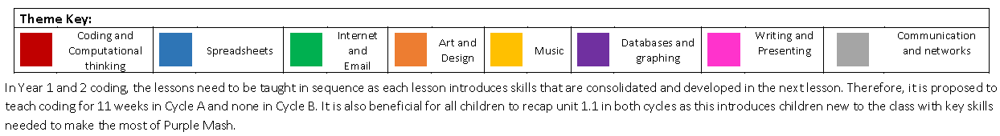 Theme Key:
Coding and
Computational
thinking
Spreadsheets
Internet
and
Email
Art and
Design
Music
Databases and
graphing
Writing and
Presenting
Communication
and networks
In Year 1 and 2 coding, the lessons need to be taught in sequence as each lesson introduces skills that are consolidated and developed in the next lesson. Therefore, it is proposed to
teach coding for 11 weeks in Cycle A and none in Cycle B. It is also beneficial for all children to recap unit 1.1 in both cycles as this introduces children new to the class with key skills
needed to make the most of Purple Mash.